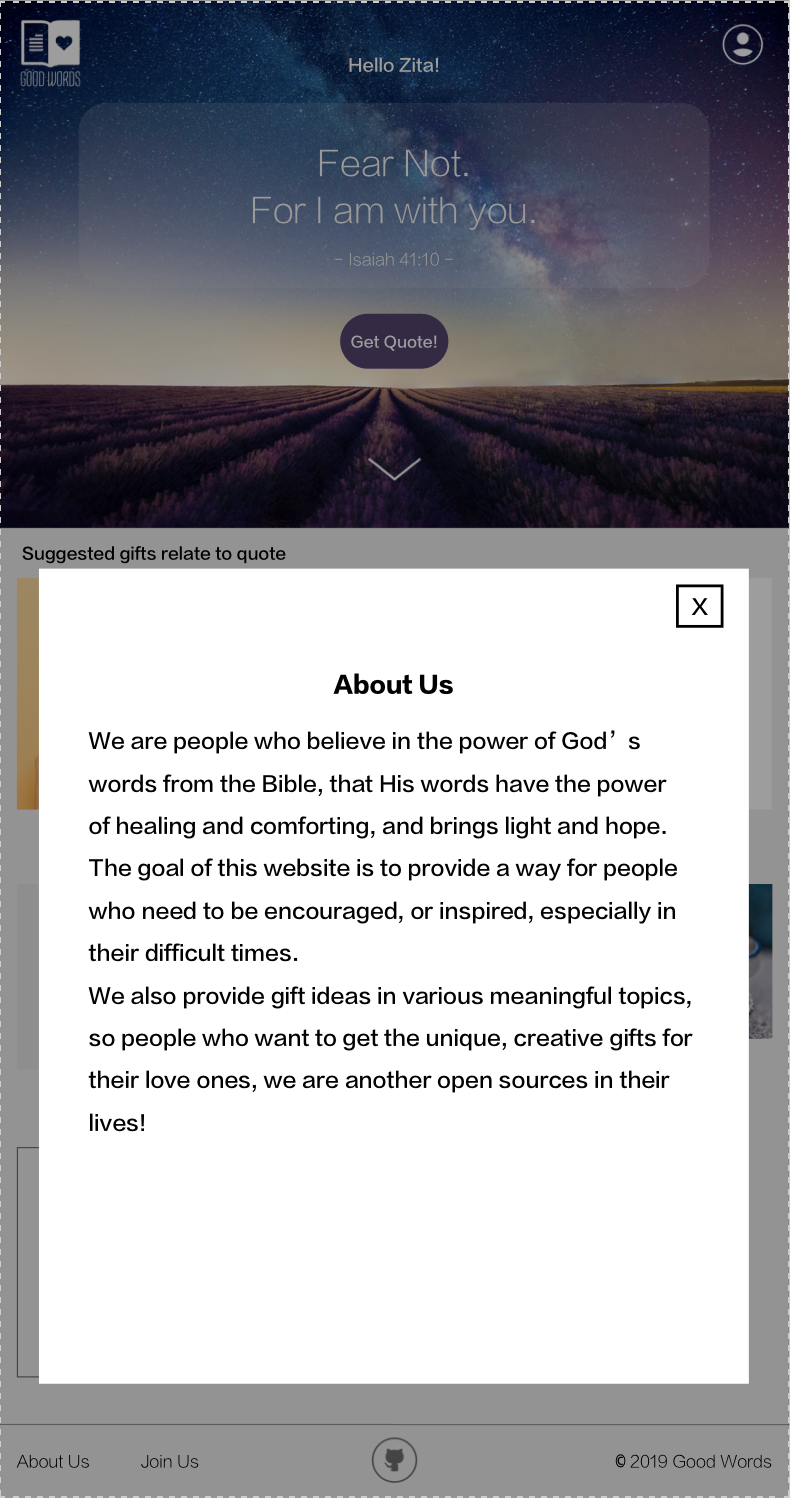 GOOD WORDS
Hello Zita!
Fear Not.
For I am with you.
– Isaiah 41:10 –
Get Quote!
Suggested gifts relate to quote
X
About Us
We are people who believe in the power of God’s
words from the Bible, that His words have the power
of healing and comforting, and brings light and hope.
The goal of this website is to provide a way for people
who need to be encouraged, or inspired, especially in
their difficult times.
We also provide gift ideas in various meaningful topics,
so people who want to get the unique, creative gifts for
their love ones, we are another open sources in their
lives!
About Us
Join Us
© 2019 Good Words